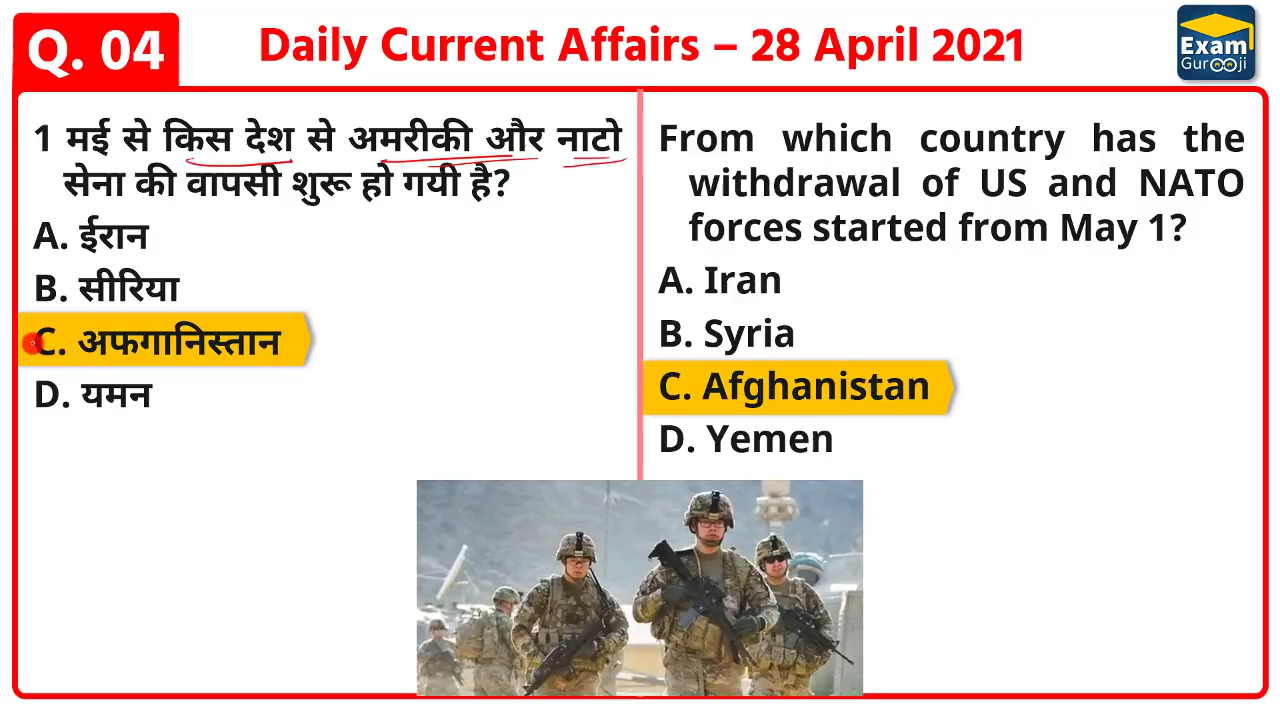 Q. 04
Daily Current Affairs – 28 April 2021
Exam
Gurooji
1 मई से किस देश से अमरीकी और नाटो
सेना की वापसी शुरू हो गयी है?
A. ईरान
B. सीरिया
C. अफगानिस्तान
D. यमन
From which country has the
withdrawal of US and NATO
forces started from May 1?
A. Iran
B. Syria
C. Afghanistan
D. Yemen